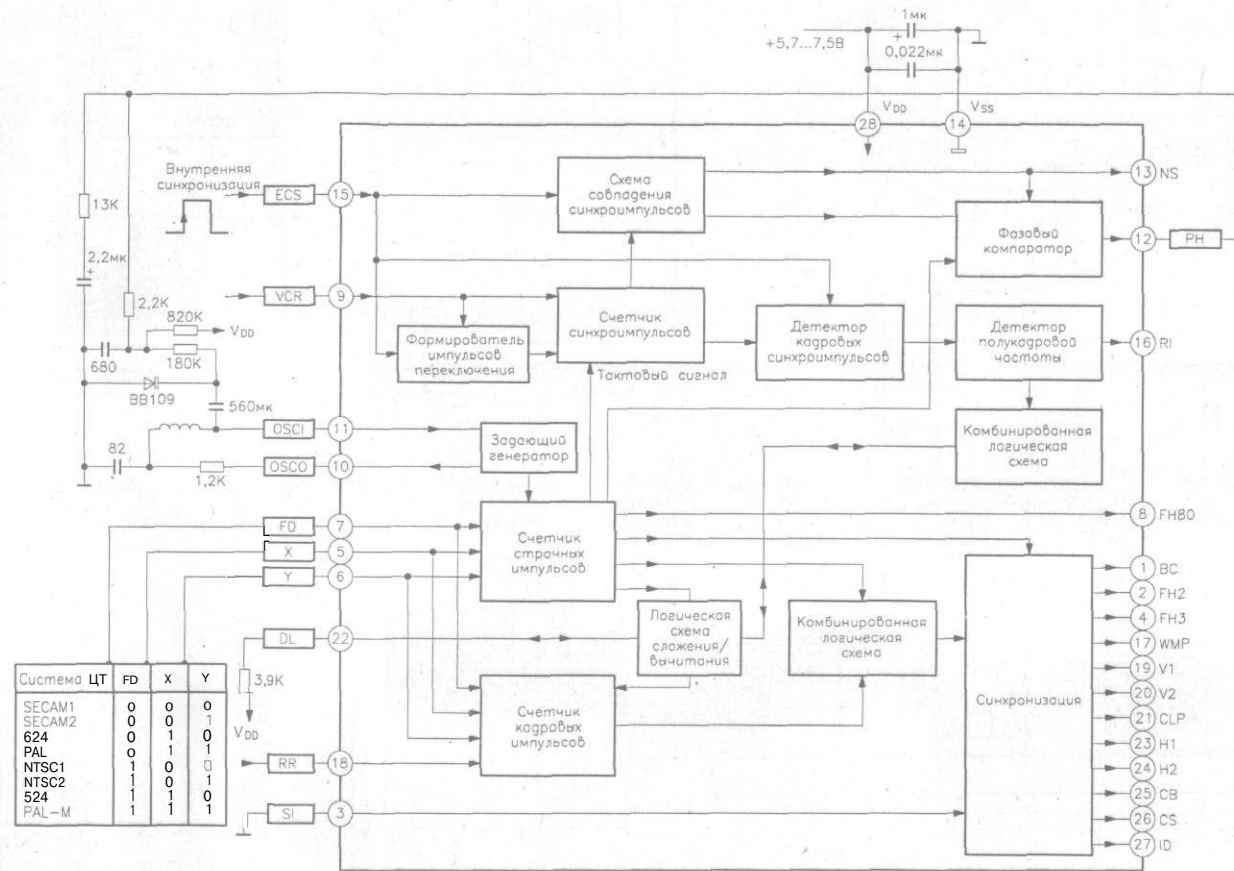 1мк
+5,7...7,5В
+
0,022мк
VDD
VSS
28
14
Внутренняя
синхронизация
ECS
15
Схема
совпадения
синхроимпульсов
13
NS
13К
Фазовый
компаратор
12
PH
2,2мк
+
VCR
9
2,2К
820К
VDD
680
180К
Формирователь
импульсов
переключения
Счетчик
синхроимпульсов
Детектор
кадровых
синхроимпульсов
Детектор
полукадровой
частоты
16
RI
Тактовый сигнал
BB109
560мк
OSCI
11
Задающий
генератор
Комбинированная
логическая
схема
82
OSCO
10
1,2К
FD
7
8
FH80
X
5
Счетчик
строчных
импульсов
Y
6
1
BC
2
FH2
DL
22
Логическая
схема
сложения/
вычитания
Комбинированная
логическая
схема
4
FH3
17
WMP
3,9К
VDD
19
V1
20
V2
Счетчик
кадровых
импульсов
Синхронизация
21
CLP
23
H1
RR
18
24
H2
25
CB
SI
3
26
CS
27
ID
Система ЦТ FD X Y
SECAM1 0 0 0
SECAM2 0 0 1
624 0 1 0
PAL 0 1 1
NTSC1 1 0 0
NTSC2 1 0 1
524 1 1 0
PAL-M 1 1 1